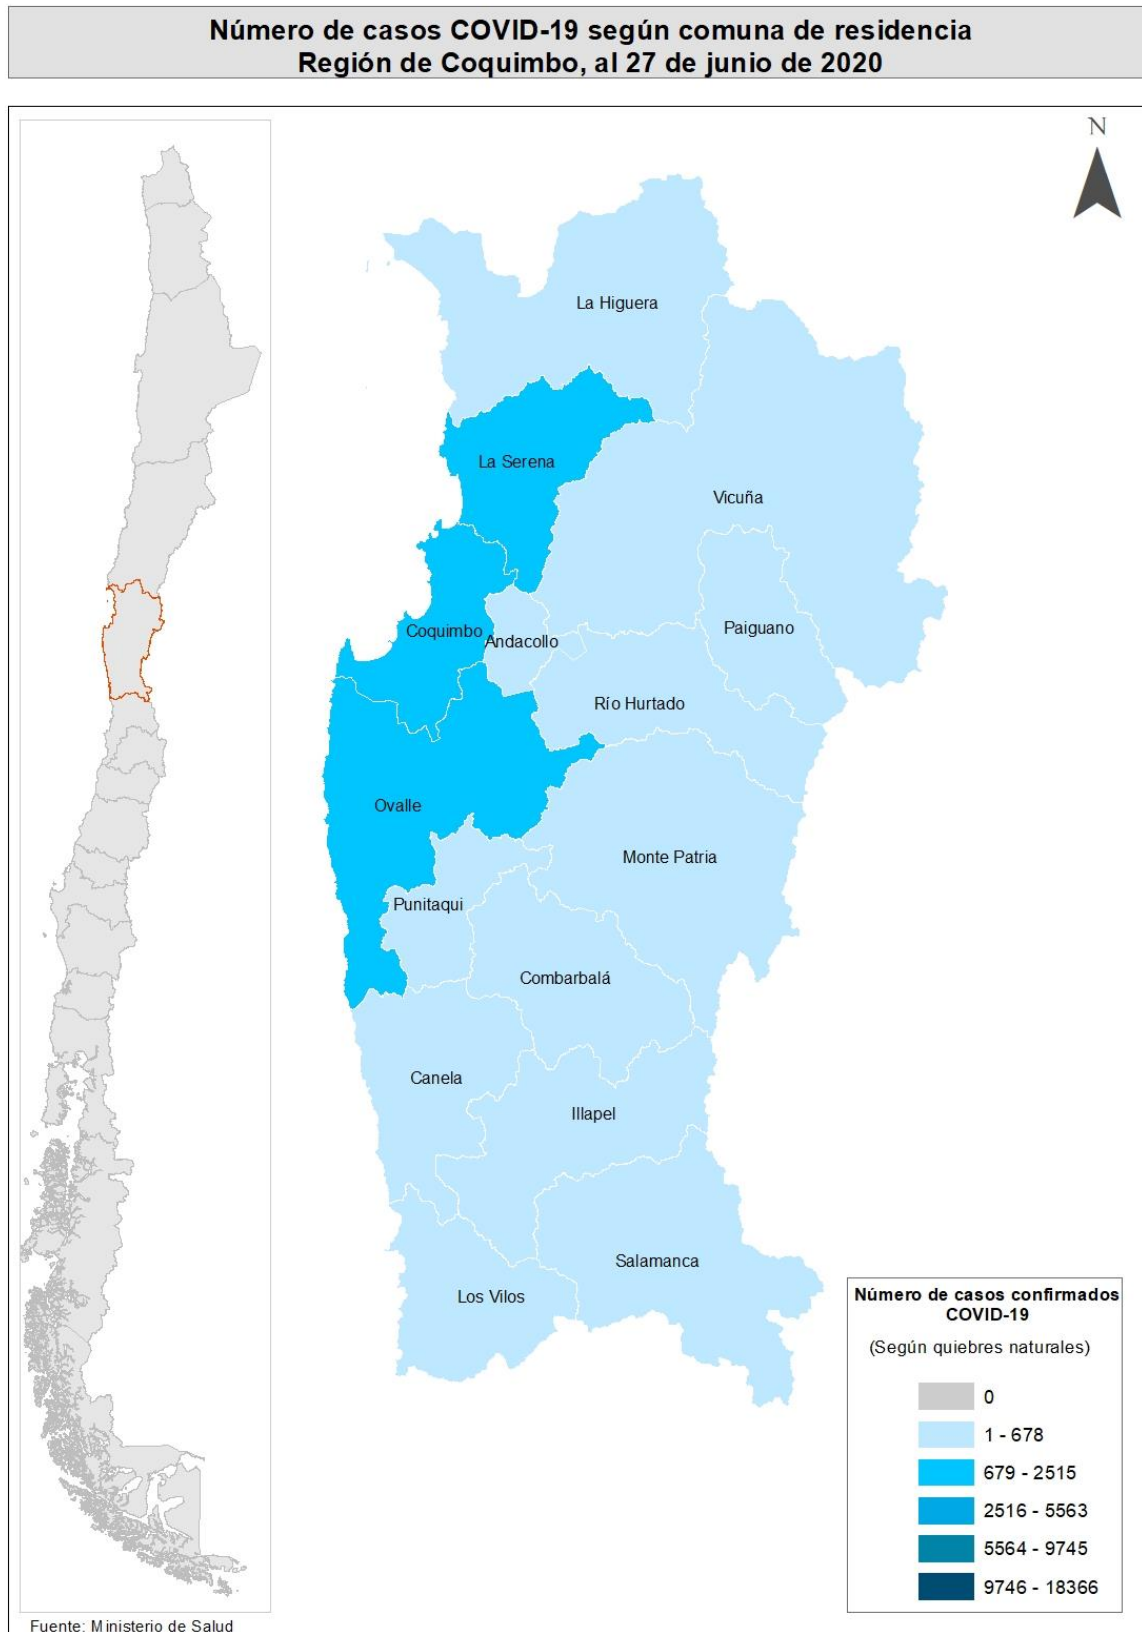 Número de casos COVID-19 según comuna de residencia
Región de Coquimbo, al 27 de junio de 2020
N
La Higuera
La Serena
Vicuña
Coquimbo
Andacollo
Paiguano
Río Hurtado
Ovalle
Monte Patria
Punitaqui
Combarbalá
Canela
Illapel
Salamanca
Los Vilos
Número de casos confirmados
COVID-19
(Según quiebres naturales)
0
1 - 678
679 - 2515
2516 - 5563
5564 - 9745
9746 - 18366
Fuente: Ministerio de Salud